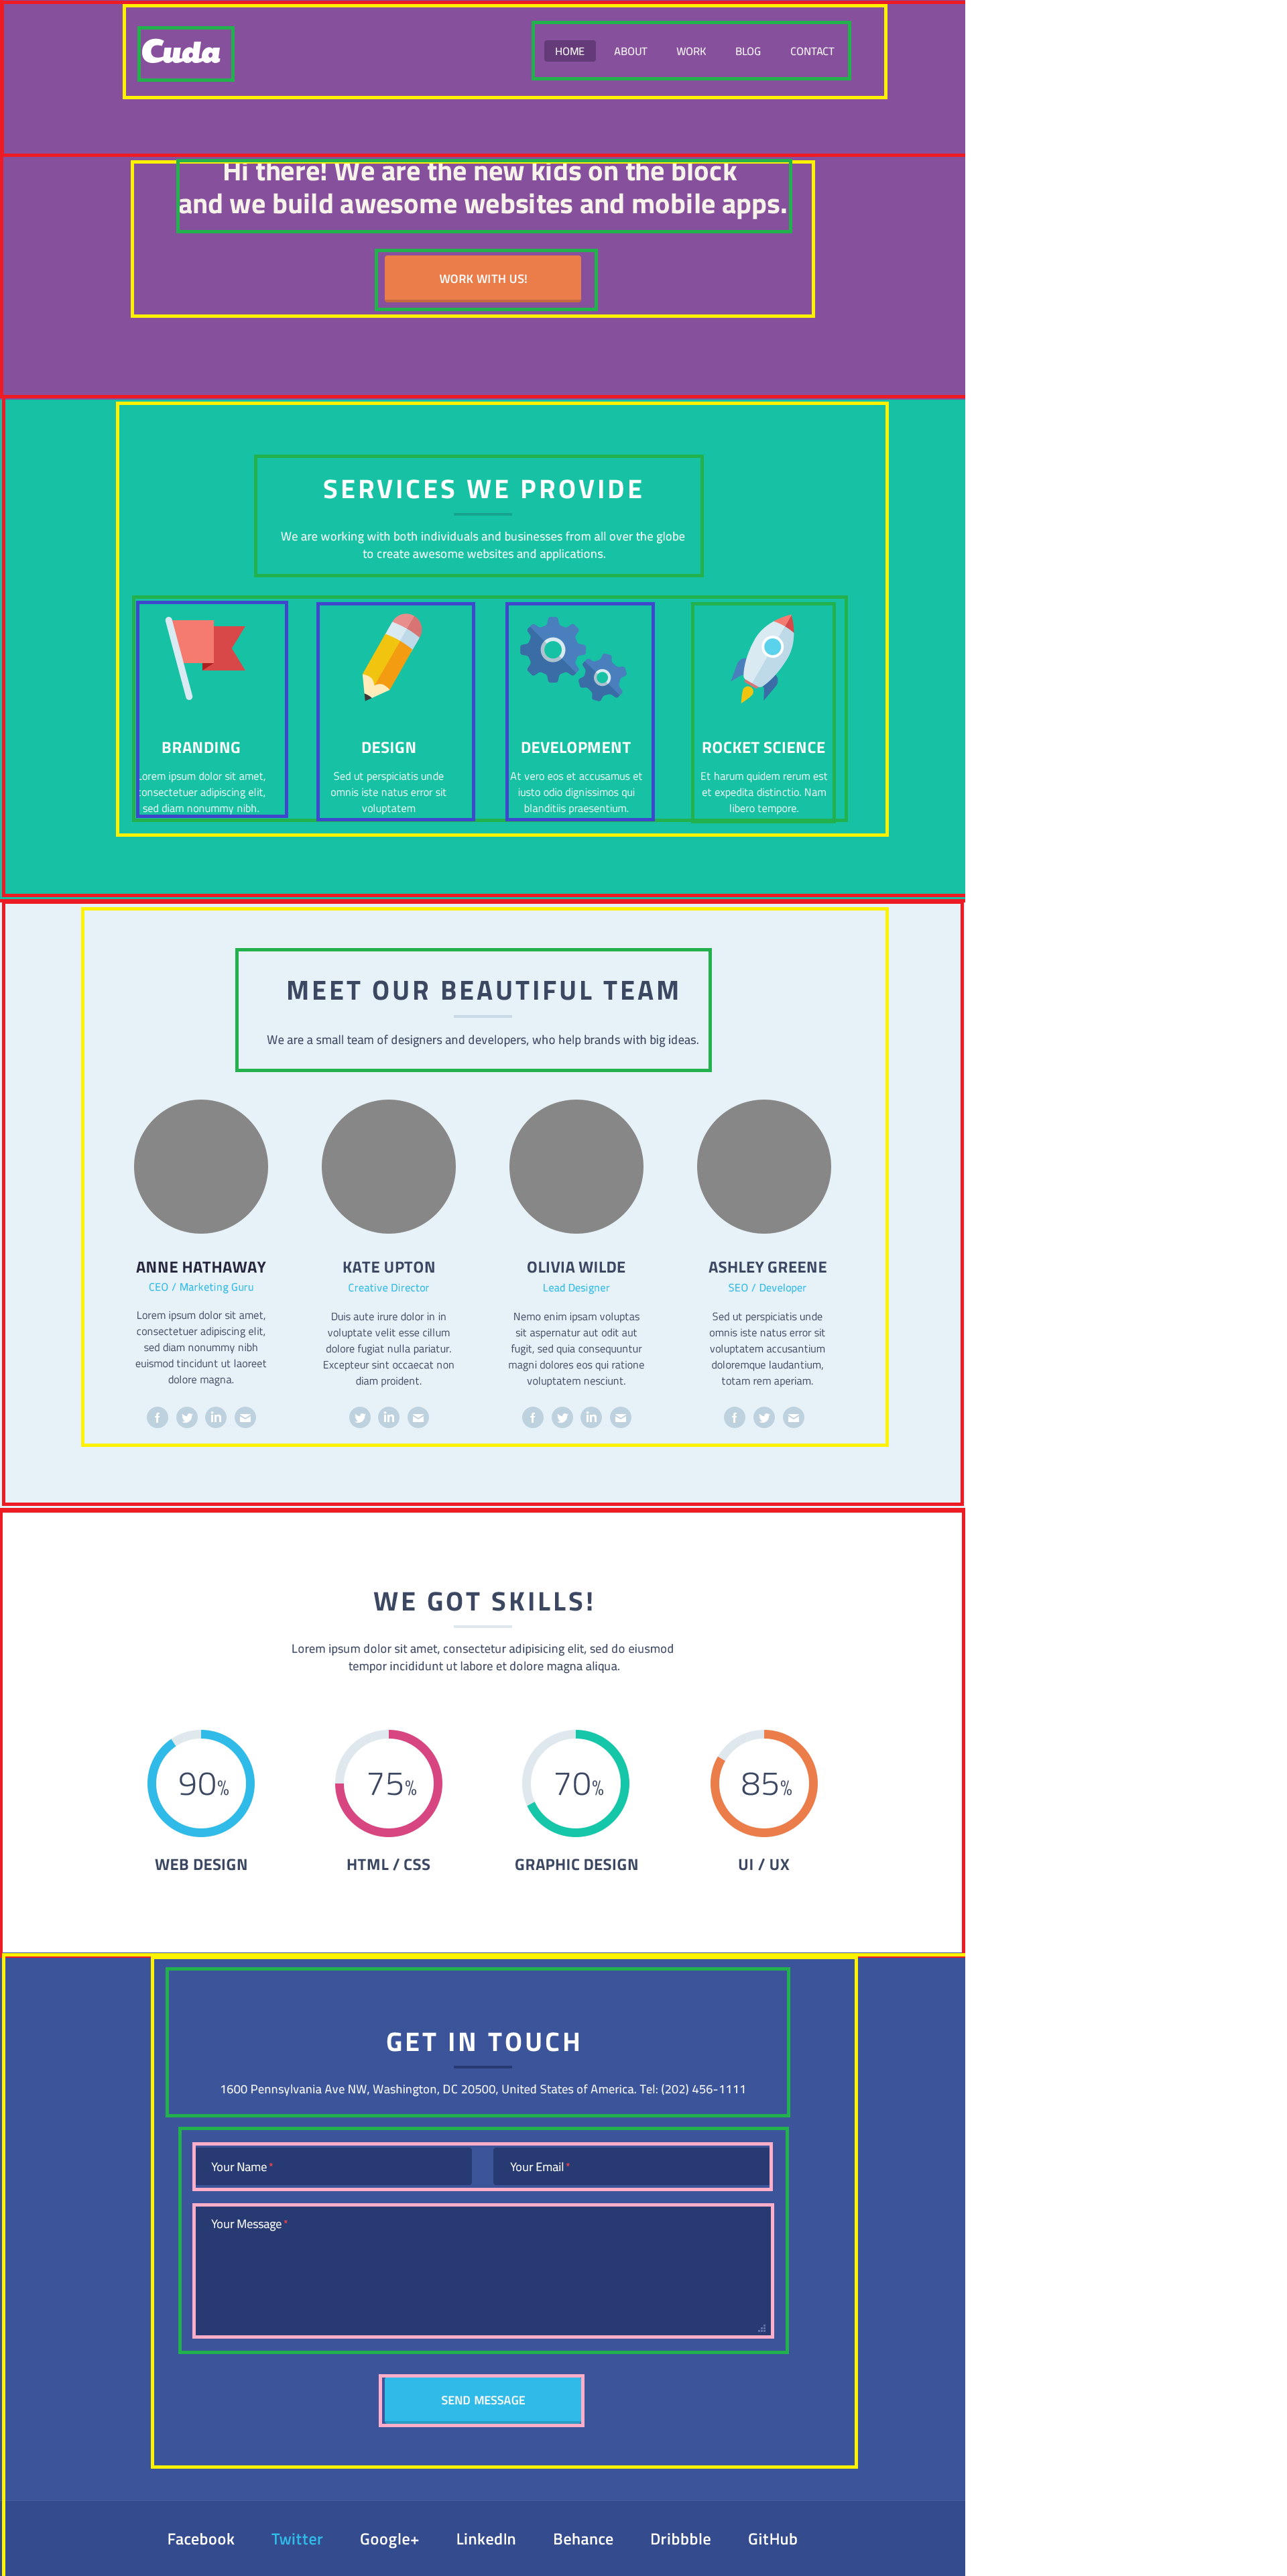 Cuda
HOME ABOUT WORK BLOG CONTACT
Hi there! We are the new kids on the block
and we build awesome websites and mobile apps.
WORK WITH US!
SERVICES WE PROVIDE
We are working with both individuals and businesses from all over the globe
to create awesome websites and applications.
BRANDING
Lorem ipsum dolor sit amet,
consectetuer adipiscing elit,
sed diam nonummy nibh.
DESIGN
Sed ut perspiciatis unde
omnis iste natus error sit
voluptatem
DEVELOPMENT
At vero eos et accusamus et
iusto odio dignissimos qui
blanditiis praesentium.
ROCKET SCIENCE
Et harum quidem rerum est
et expedita distinctio. Nam
libero tempore.
MEET OUR BEAUTIFUL TEAM
We are a small team of designers and developers, who help brands with big ideas.
ANNE HATHAWAY
CEO / Marketing Guru
Lorem ipsum dolor sit amet,
consectetuer adipiscing elit,
sed diam nonummy nibh
euismod tincidunt ut laoreet
dolore magna.
KATE UPTON
Creative Director
Duis aute irure dolor in in
voluptate velit esse cillum
dolore fugiat nulla pariatur.
Excepteur sint occaecat non
diam proident.
OLIVIA WILDE
Lead Designer
Nemo enim ipsam voluptas
sit aspernatur aut odit aut
fugit, sed quia consequuntur
magni dolores eos qui ratione
voluptatem nesciunt.
ASHLEY GREENE
SEO / Developer
Sed ut perspiciatis unde
omnis iste natus error sit
voluptatem accusantium
doloremque laudantium,
totam rem aperiam.
WE GOT SKILLS!
Lorem ipsum dolor sit amet, consectetur adipisicing elit, sed do eiusmod
tempor incididunt ut labore et dolore magna aliqua.
90%
WEB DESIGN
75%
HTML / CSS
70%
GRAPHIC DESIGN
85%
UI / UX
GET IN TOUCH
1600 Pennsylvania Ave NW, Washington, DC 20500, United States of America. Tel: (202) 456-1111
Your Name *
Your Email *
Your Message *
SEND MESSAGE
Facebook Twitter Google+ LinkedIn Behance Dribbble GitHub